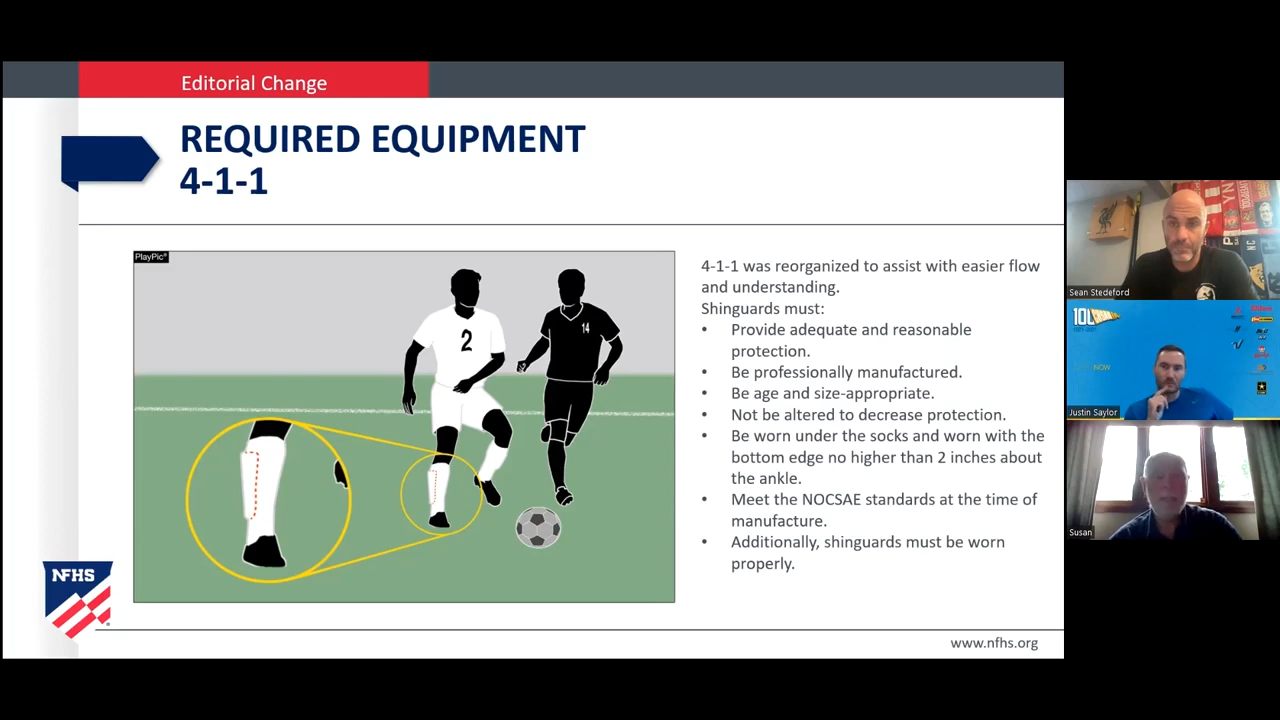 Editorial Change
REQUIRED EQUIPMENT
4-1-1
PlayPic®
2
14
4-1-1 was reorganized to assist with easier flow
and understanding.
Shinguards must:
• Provide adequate and reasonable
protection.
• Be professionally manufactured.
• Be age and size-appropriate.
• Not be altered to decrease protection.
• Be worn under the socks and worn with the
bottom edge no higher than 2 inches about
the ankle.
• Meet the NOCSAE standards at the time of
manufacture.
• Additionally, shinguards must be worn
properly.
NFHS
www.nfhs.org
Sean Stedeford
NOW
Justin Saylor
Susan